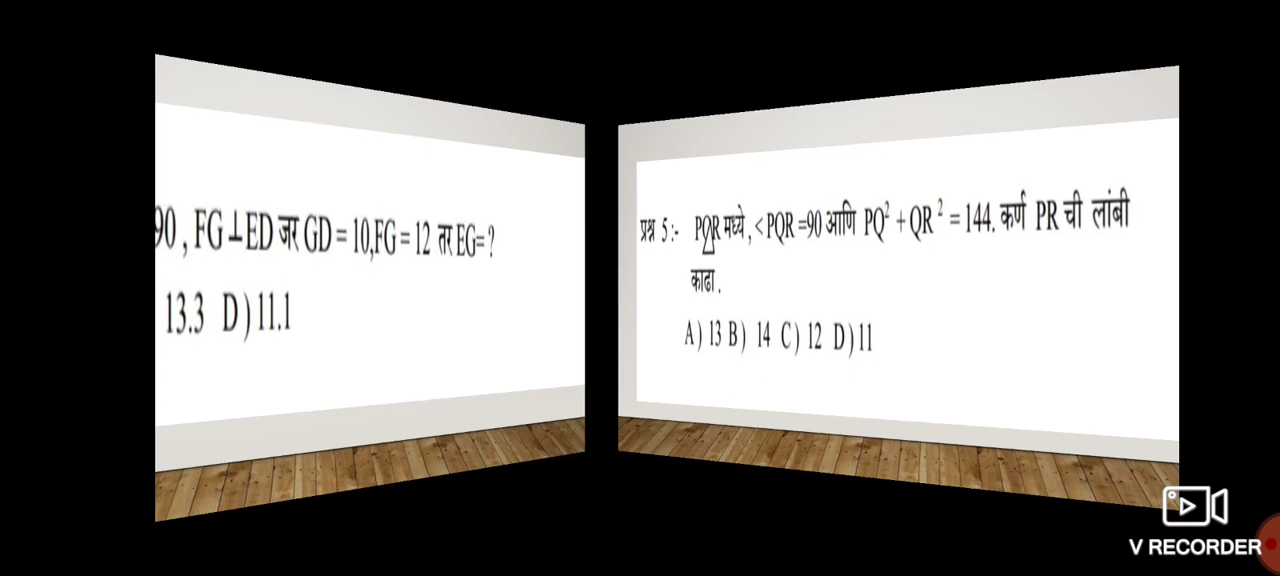 90 , FG ⊥ ED जर GD = 10,FG = 12 तर EG= ?
13.3 D ) 11.1
प्रश्न 5 :- PQR मध्ये , < PQR =90 आणि PQ² + QR ² = 144. कर्ण PR ची लांबी
काढा .
A ) 13 B ) 14 C ) 12 D ) 11
V RECORDER